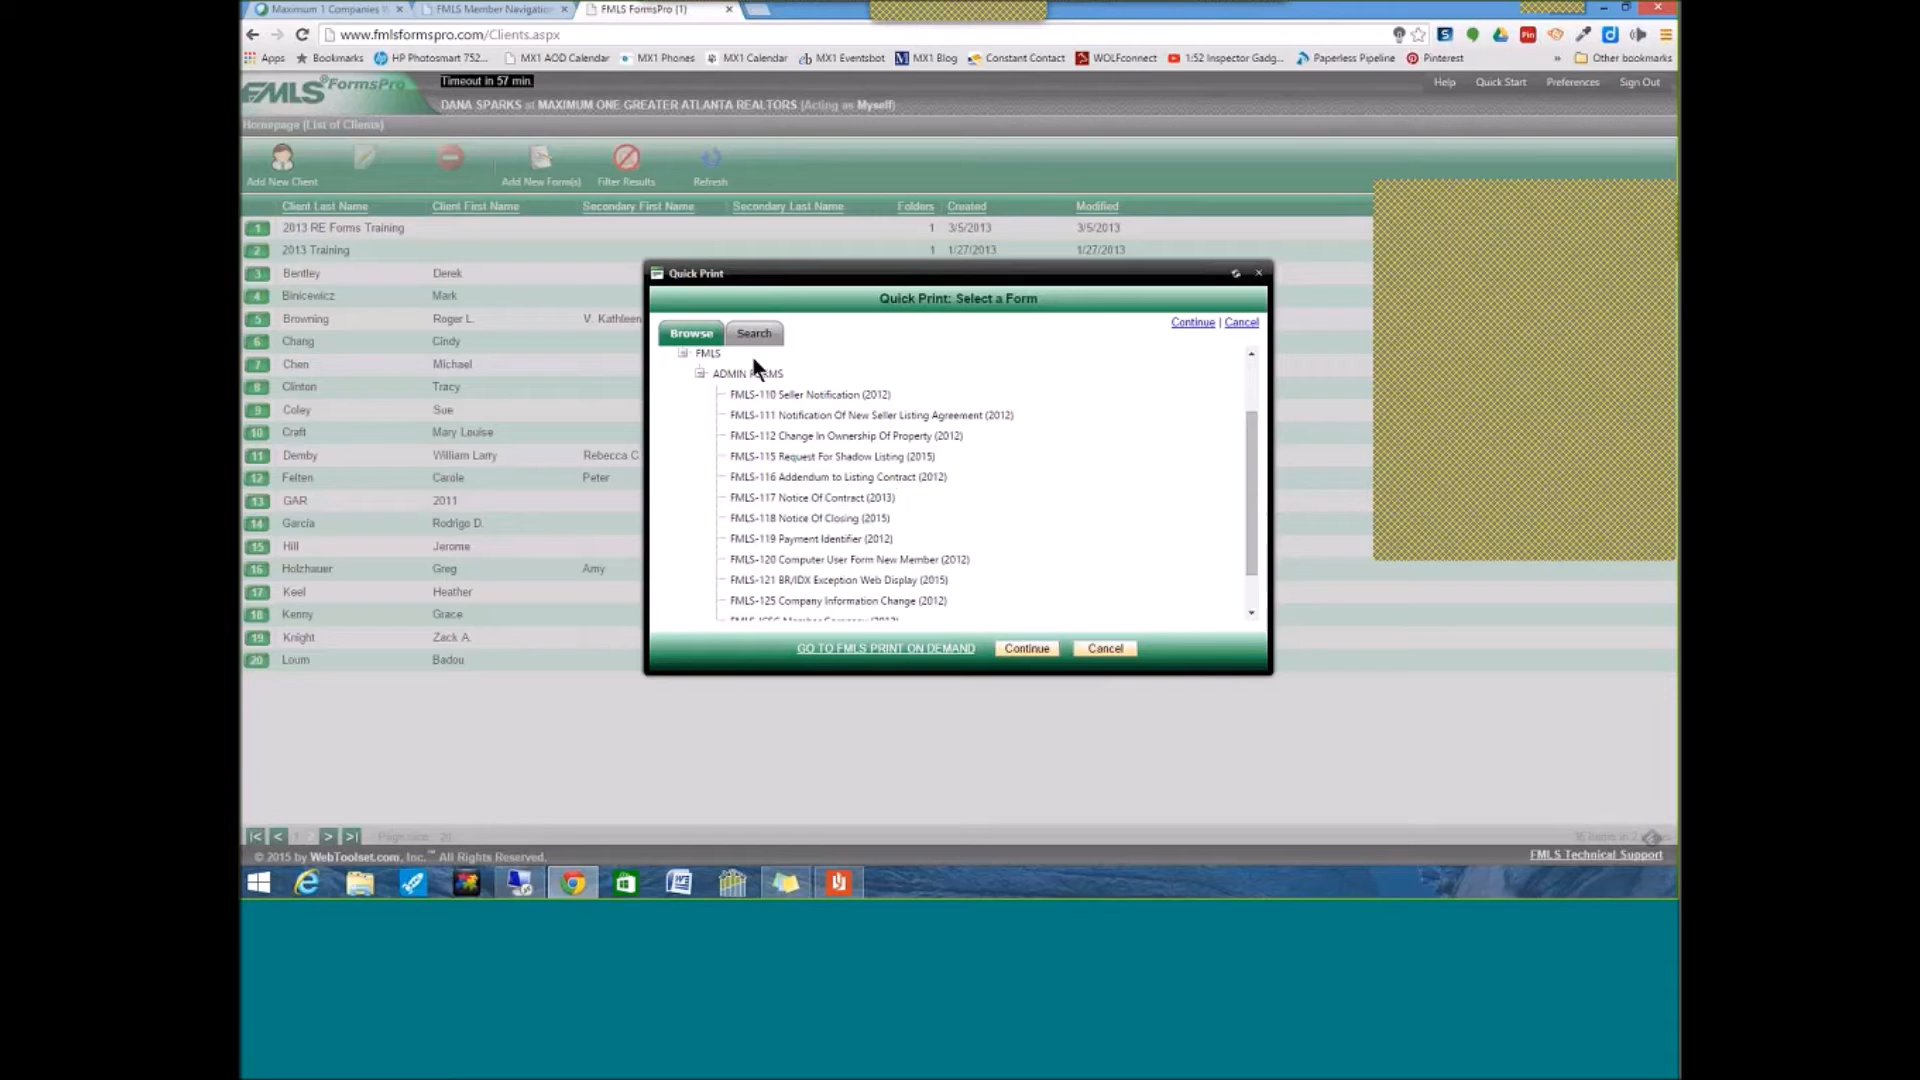 Maximum 1 Companies
FMLS Member Navigation
FMLS FormsPro (1)
www.fmlsformspro.com/Clients.aspx
Apps
Bookmarks
HP Photosmart 752...
MX1 AOD Calendar
MX1 Phones
MX1 Calendar
MX1 Eventsbot
MX1 Blog
Constant Contact
WOLFconnect
1:52 Inspector Gadg...
Paperless Pipeline
Pinterest
»
Other bookmarks
FMLS FormsPro
Timeout in 57 min.
Help Quick Start Preferences Sign Out
DANA SPARKS at MAXIMUM ONE GREATER ATLANTA REALTORS (Acting as Myself)
Homepage (List of Clients)
Add New Client
Add New Form(s)
Filter Results
Refresh
Client Last Name Client First Name Secondary First Name Secondary Last Name Folders Created Modified
1 2013 RE Forms Training 1 3/5/2013 3/5/2013
2 2013 Training 1 1/27/2013 1/27/2013
3 Bentley Derek
4 Binicewicz Mark
5 Browning Roger L. V. Kathleen
6 Chang Cindy
7 Chen Michael
8 Clinton Tracy
9 Coley Sue
10 Craft Mary Louise
11 Demby William Larry Rebecca C
12 Felten Carole Peter
13 GAR 2011
14 Garcia Rodrigo D.
15 Hill Jerome
16 Holzhauer Greg Amy
17 Keel Heather
18 Kenny Grace
19 Knight Zack A.
20 Loum Badou
Quick Print
Quick Print: Select a Form
Continue | Cancel
Browse Search
FMLS
ADMIN FORMS
FMLS-110 Seller Notification (2012)
FMLS-111 Notification Of New Seller Listing Agreement (2012)
FMLS-112 Change In Ownership Of Property (2012)
FMLS-115 Request For Shadow Listing (2015)
FMLS-116 Addendum to Listing Contract (2012)
FMLS-117 Notice Of Contract (2013)
FMLS-118 Notice Of Closing (2015)
FMLS-119 Payment Identifier (2012)
FMLS-120 Computer User Form New Member (2012)
FMLS-121 BR/IDX Exception Web Display (2015)
FMLS-125 Company Information Change (2012)
GO TO FMLS PRINT ON DEMAND
Continue
Cancel
|< < 1 2 > >| Page size: 20
© 2015 by WebToolset.com, Inc.™ All Rights Reserved.
FMLS Technical Support